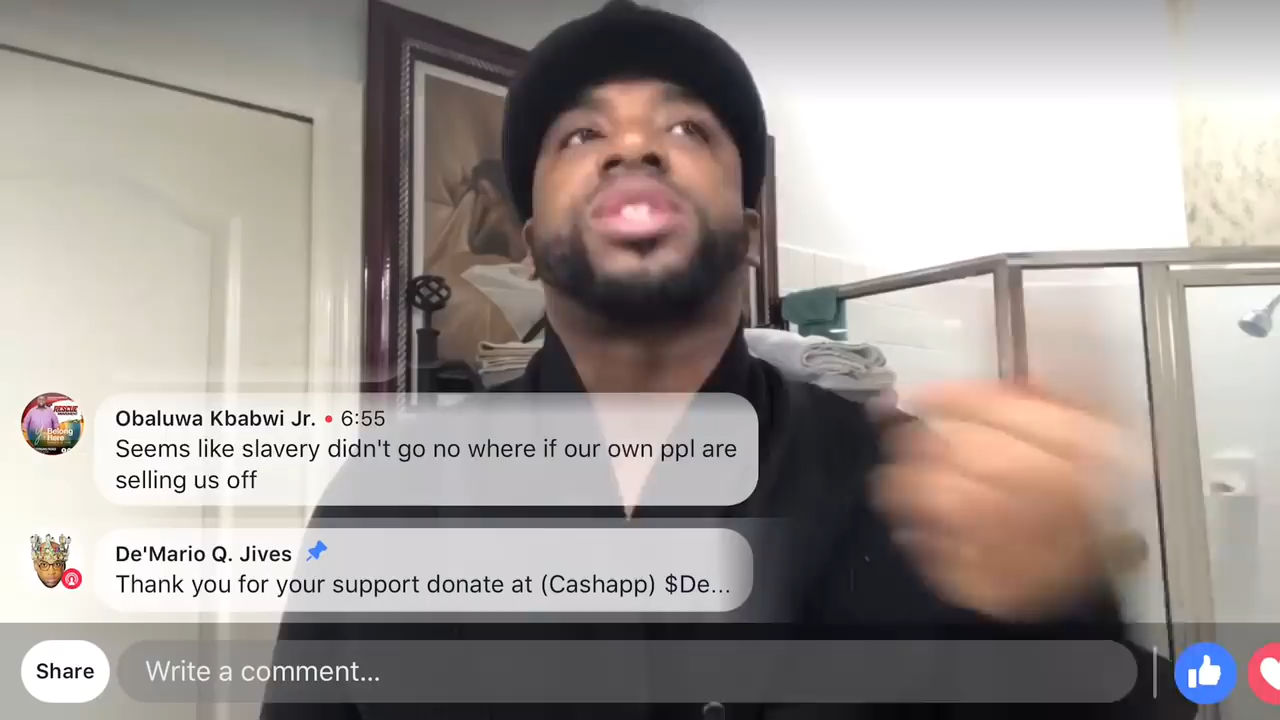 Obaluwa Kbabwi Jr. • 6:55
Seems like slavery didn't go no where if our own ppl are
selling us off
De'Mario Q. Jives
Thank you for your support donate at (Cashapp) $De...
Share
Write a comment...